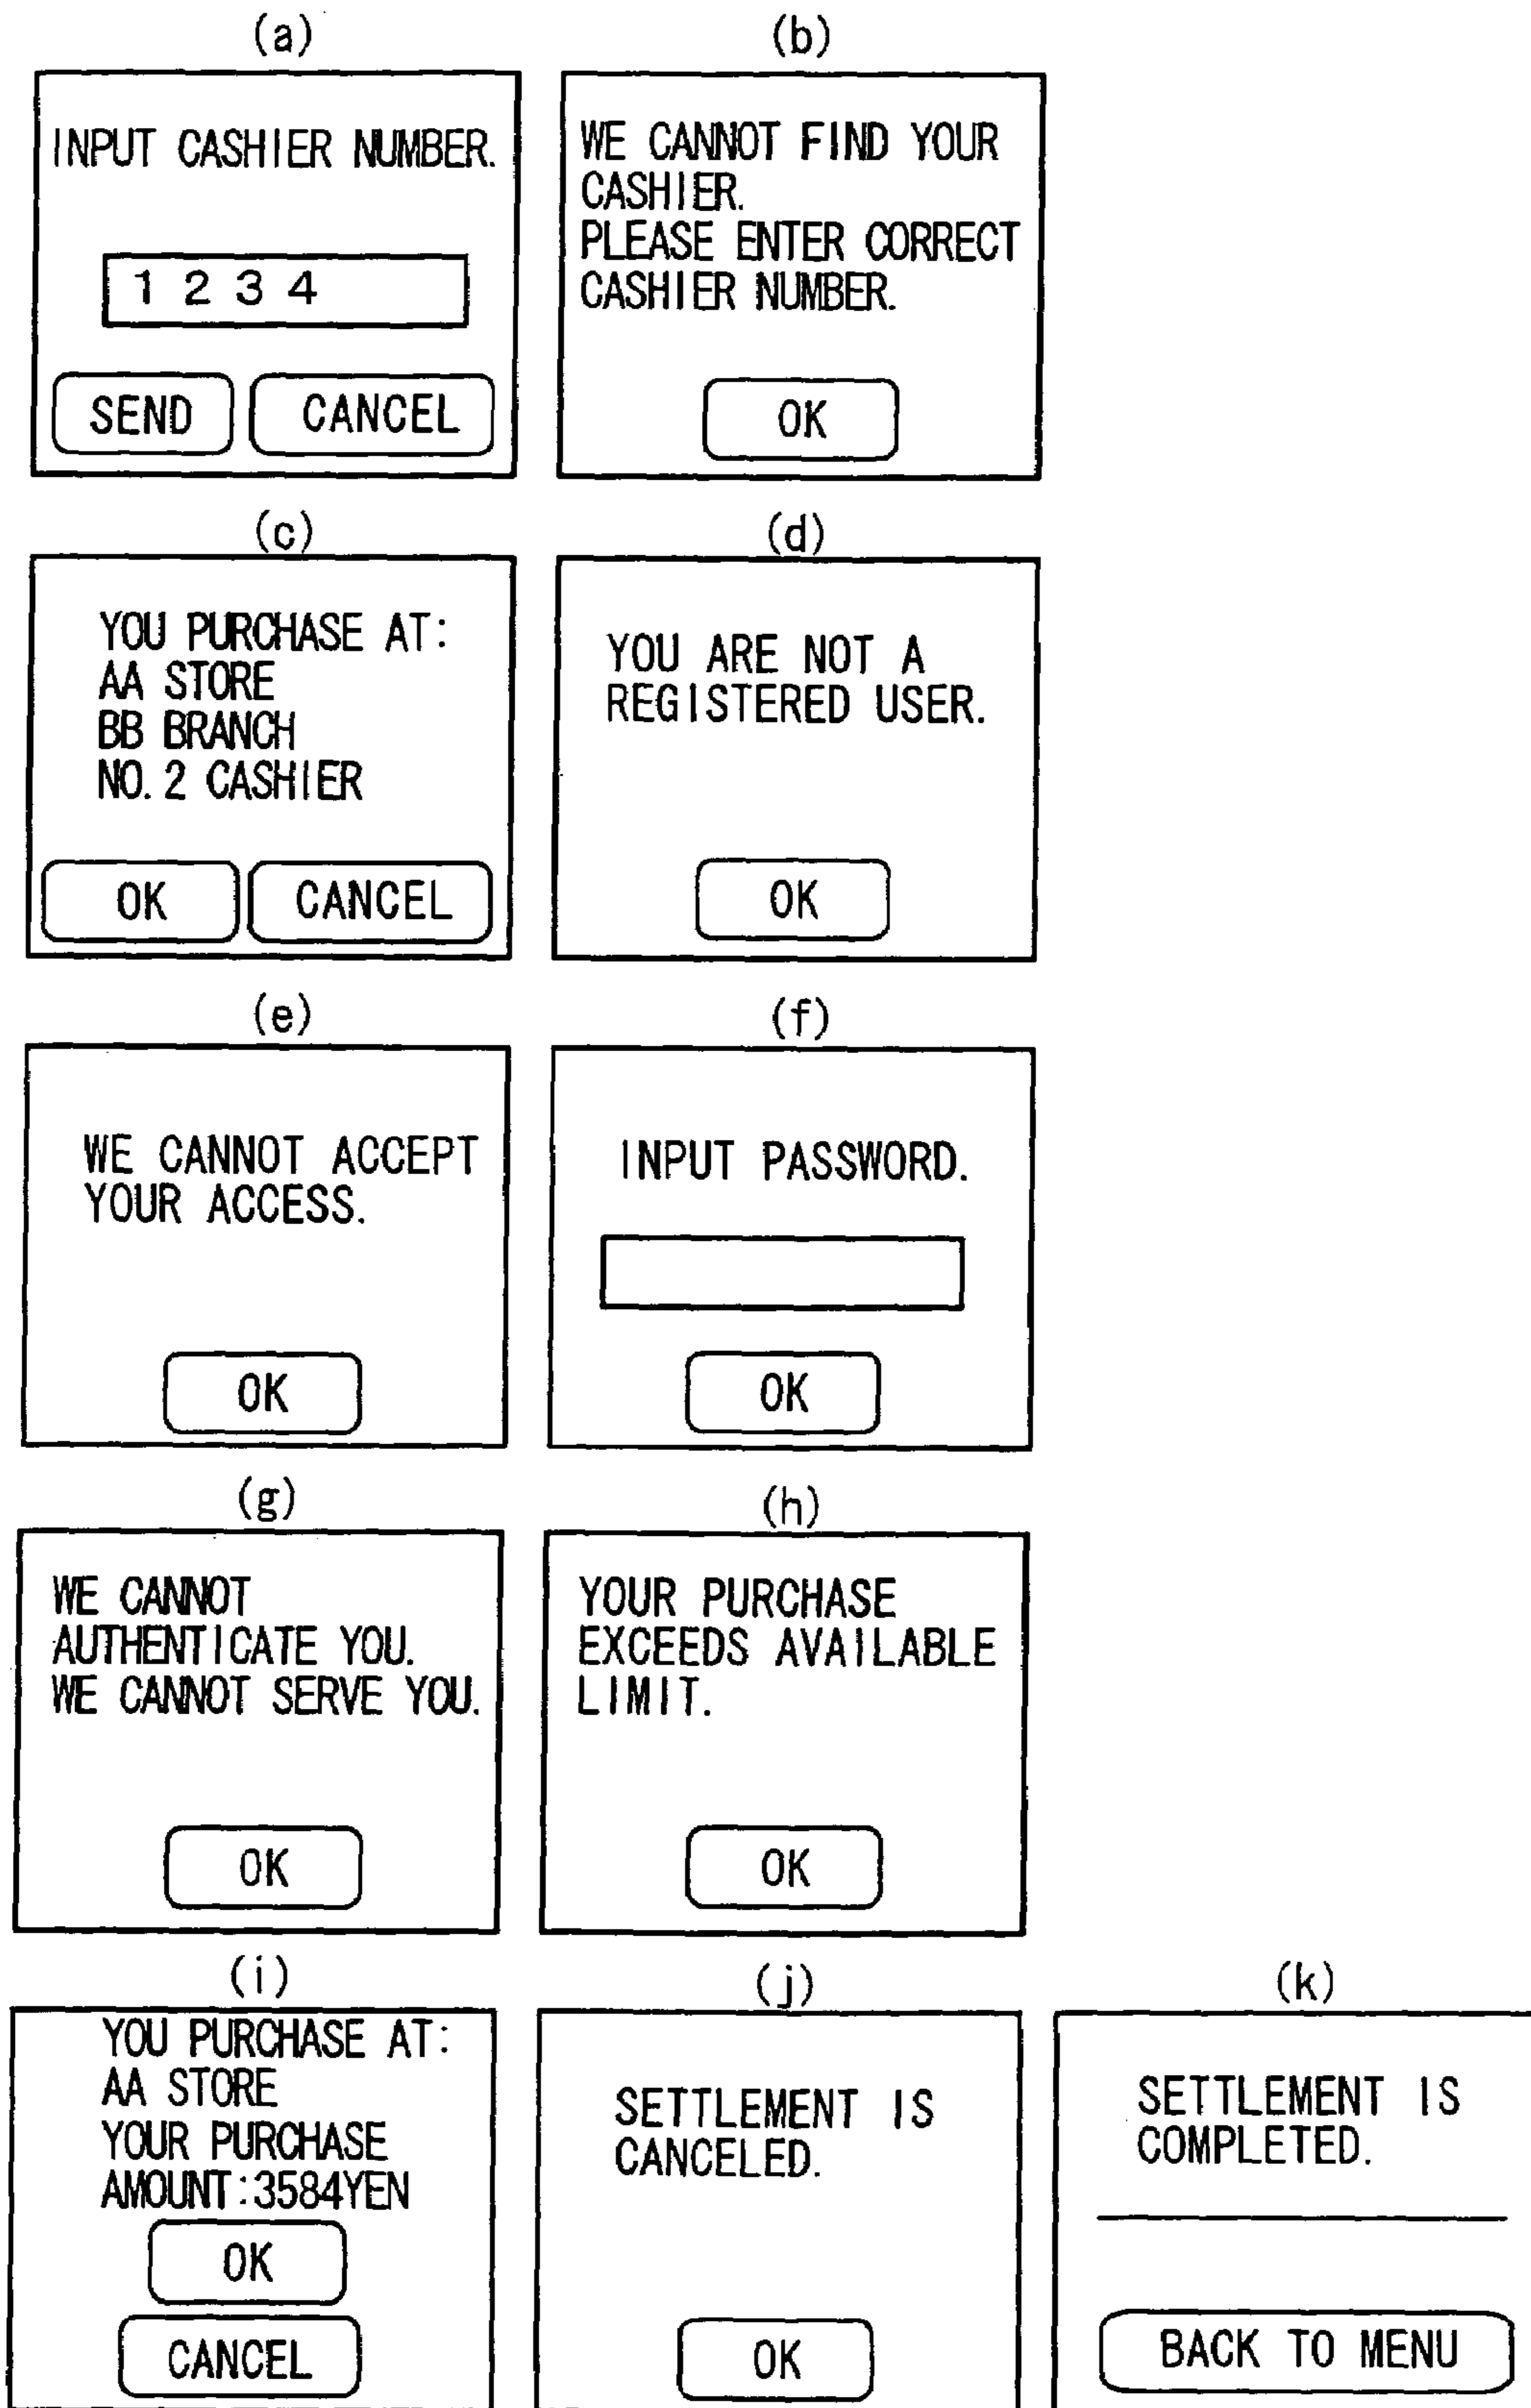 (a)
INPUT CASHIER NUMBER.
1 2 3 4
SEND CANCEL
(b)
WE CANNOT FIND YOUR
CASHIER.
PLEASE ENTER CORRECT
CASHIER NUMBER.
OK
(c)
YOU PURCHASE AT:
AA STORE
BB BRANCH
NO. 2 CASHIER
OK CANCEL
(d)
YOU ARE NOT A
REGISTERED USER.
OK
(e)
WE CANNOT ACCEPT
YOUR ACCESS.
OK
(f)
INPUT PASSWORD.
OK
(g)
WE CANNOT
AUTHENTICATE YOU.
WE CANNOT SERVE YOU.
OK
(h)
YOUR PURCHASE
EXCEEDS AVAILABLE
LIMIT.
OK
(i)
YOU PURCHASE AT:
AA STORE
YOUR PURCHASE
AMOUNT:3584YEN
OK
CANCEL
(j)
SETTLEMENT IS
CANCELED.
OK
(k)
SETTLEMENT IS
COMPLETED.
BACK TO MENU